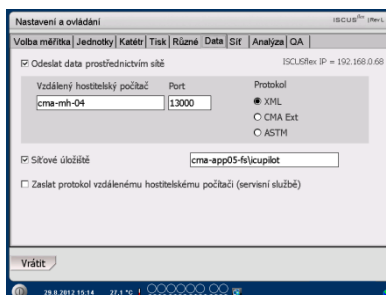 Nastavení a ovládání
ISCUSflex (Rev
Volba měřítka Jednotky Katétr Tisk Různé Data Síť Analýza QA
Odeslat data prostřednictvím sítě
ISCUSflex IP = 192.168.0.68
Vzdálený hostitelský počítač Port Protokol
cma-mh-04 13000 XML
CMA Ext
ASTM
Síťové úložiště cma-app05-fs\icupilot
Zaslat protokol vzdálenému hostitelskému počítači (servisní službě)
Vrátit
29.8.2012 15:14 27.1 °C !